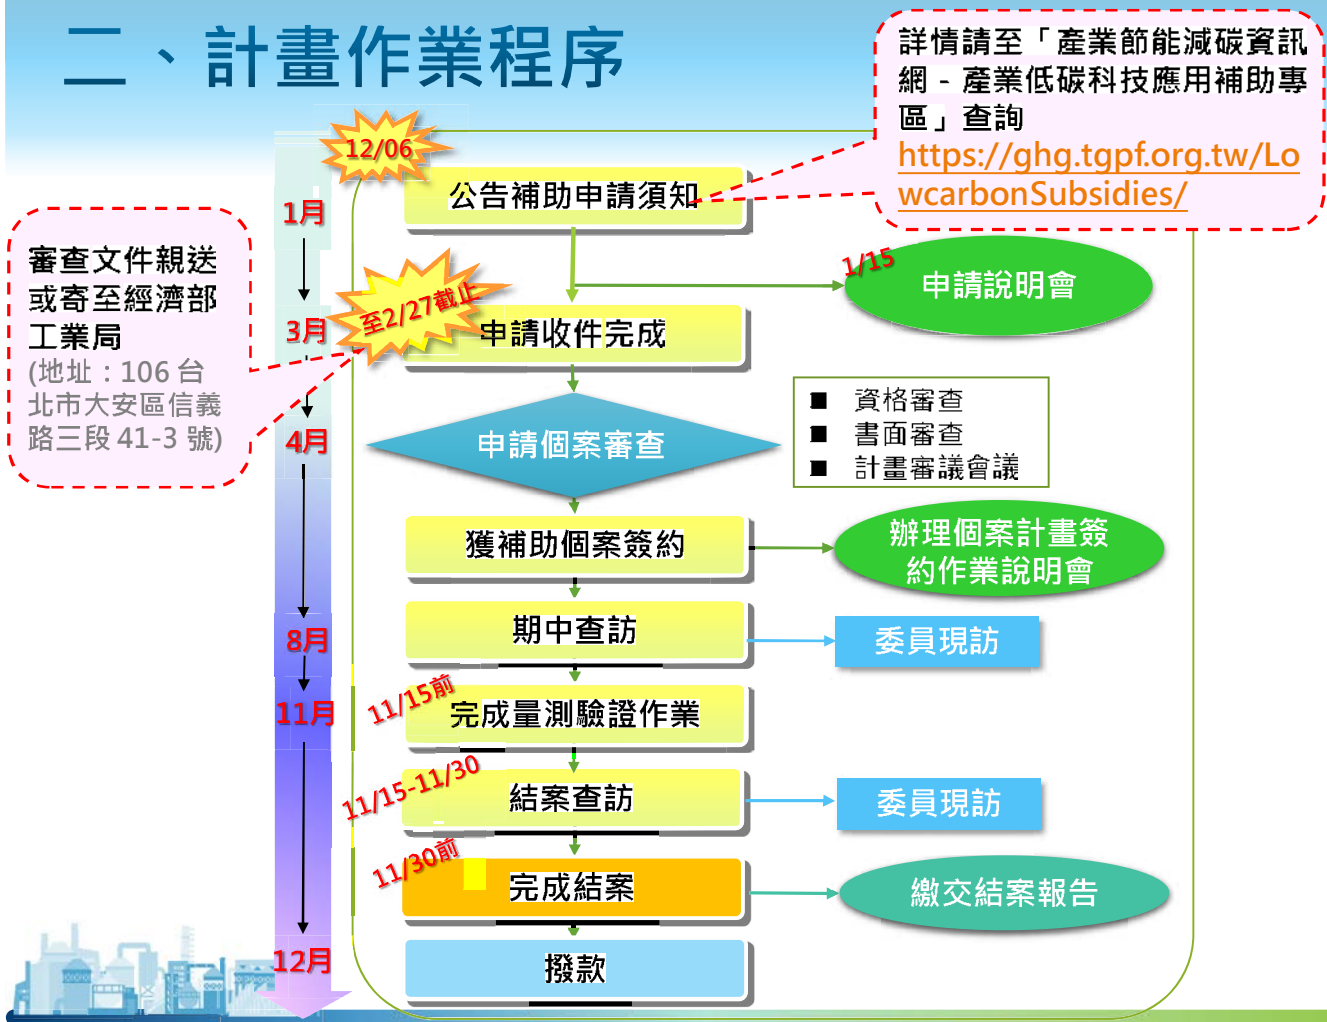 二、計畫作業程序
詳情請至「產業節能減碳資訊
網－產業低碳科技應用補助專
區」查詢
https://ghg.tgpf.org.tw/Lo
wcarbonSubsidies/
12/06
公告補助申請須知
1月
審查文件親送
或寄至經濟部
工業局
(地址：106 台
北市大安區信義
路三段 41-3 號)
1/15
申請說明會
至2/27截止
3月
申請收件完成
4月
申請個案審查
■ 資格審查
■ 書面審查
■ 計畫審議會議
獲補助個案簽約
辦理個案計畫簽
約作業說明會
8月
期中查訪
委員現訪
11月
11/15前
完成量測驗證作業
11/15-11/30
結案查訪
委員現訪
11/30前
完成結案
繳交結案報告
12月
撥款